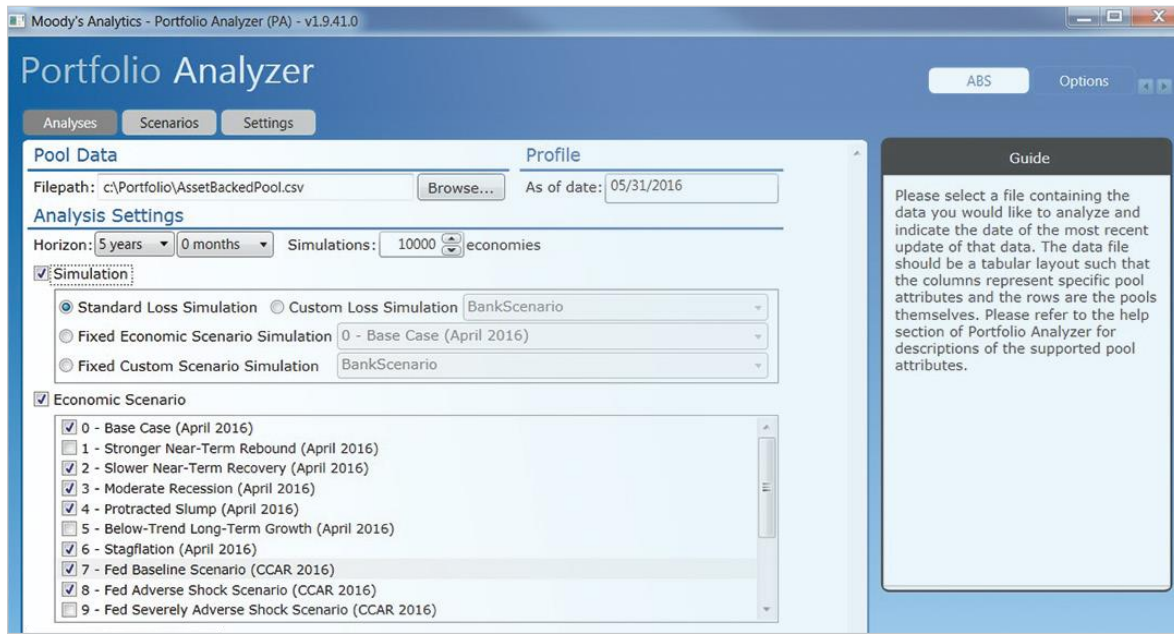 Moody's Analytics - Portfolio Analyzer (PA) - v1.9.41.0
Portfolio Analyzer
ABS Options
Analyses Scenarios Settings
Pool Data
Filepath: c:\Portfolio\AssetBackedPool.csv Browse...
Profile
As of date: 05/31/2016
Analysis Settings
Horizon: 5 years 0 months Simulations: 10000 economies
Simulation
Standard Loss Simulation Custom Loss Simulation BankScenario
Fixed Economic Scenario Simulation 0 - Base Case (April 2016)
Fixed Custom Scenario Simulation BankScenario
Economic Scenario
0 - Base Case (April 2016)
1 - Stronger Near-Term Rebound (April 2016)
2 - Slower Near-Term Recovery (April 2016)
3 - Moderate Recession (April 2016)
4 - Protracted Slump (April 2016)
5 - Below-Trend Long-Term Growth (April 2016)
6 - Stagflation (April 2016)
7 - Fed Baseline Scenario (CCAR 2016)
8 - Fed Adverse Shock Scenario (CCAR 2016)
9 - Fed Severely Adverse Shock Scenario (CCAR 2016)
Guide
Please select a file containing the
data you would like to analyze and
indicate the date of the most recent
update of that data. The data file
should be a tabular layout such that
the columns represent specific pool
attributes and the rows are the pools
themselves. Please refer to the help
section of Portfolio Analyzer for
descriptions of the supported pool
attributes.